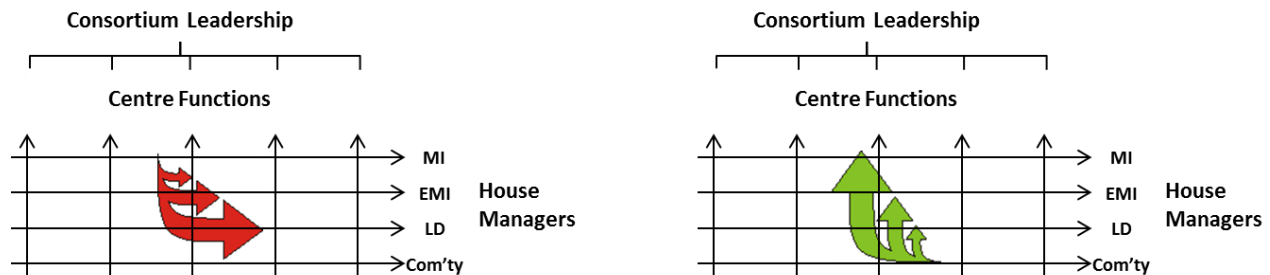 Consortium Leadership
Centre Functions
MI
EMI
House
Managers
LD
Com'ty
Consortium Leadership
Centre Functions
MI
EMI
House
Managers
LD
Com'ty